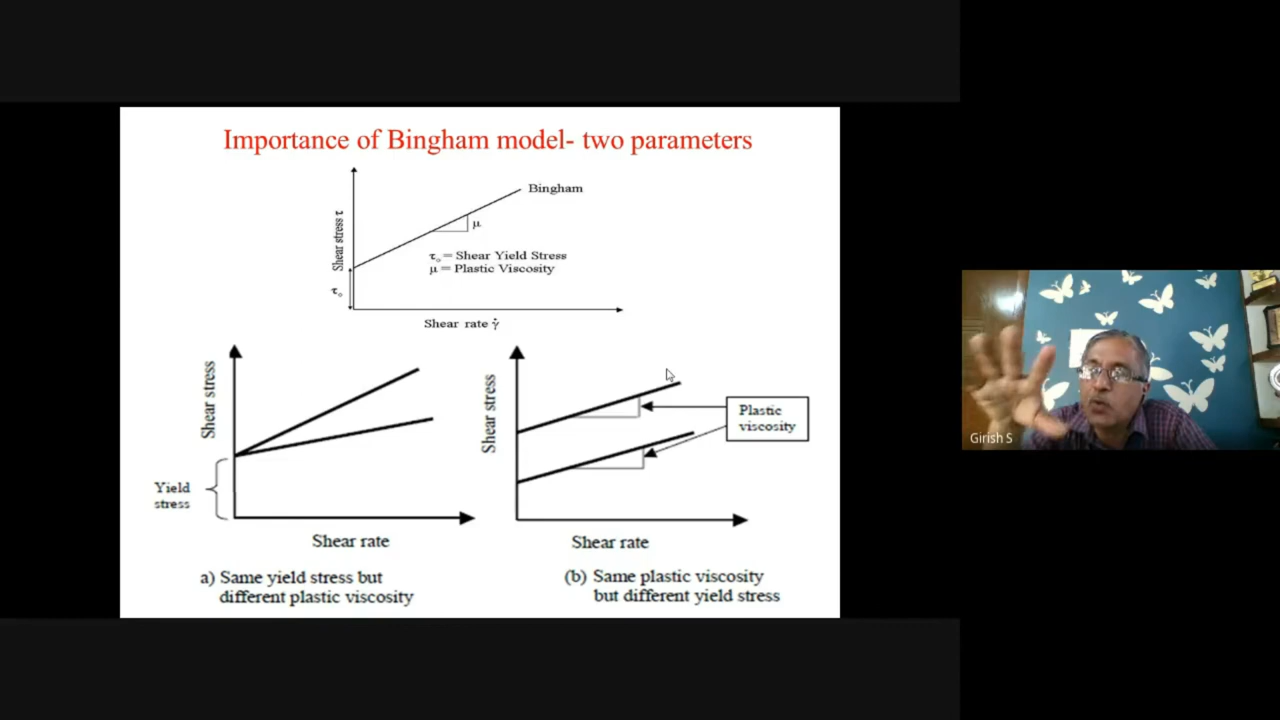 Importance of Bingham model- two parameters
Shear stress τ
Bingham
μ
τₒ = Shear Yield Stress
μ = Plastic Viscosity
τₒ
Shear rate γ̇
Shear stress
Yield
stress
Shear rate
a) Same yield stress but
different plastic viscosity
Shear stress
Plastic
viscosity
Shear rate
(b) Same plastic viscosity
but different yield stress
Girish S